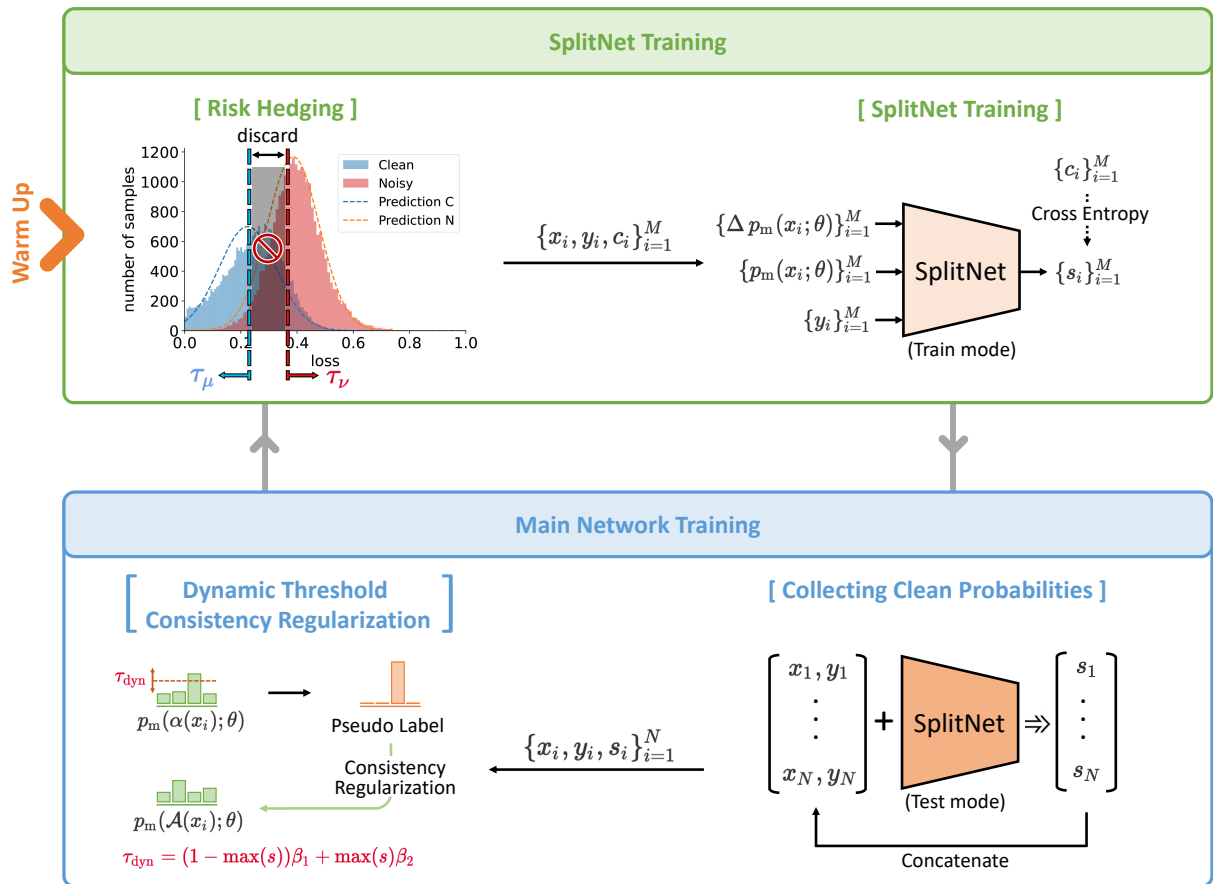 SplitNet Training
Warm Up
[ Risk Hedging ]
discard
number of samples
1200
1000
800
600
400
200
0
0.0
0.2
0.4
0.6
0.8
1.0
loss
Clean
Noisy
Prediction C
Prediction N
τ_μ
τ_ν
{x_i, y_i, c_i}_{i=1}^M
[ SplitNet Training ]
{Δ p_m(x_i; θ)}_{i=1}^M
{p_m(x_i; θ)}_{i=1}^M
{y_i}_{i=1}^M
SplitNet
(Train mode)
{c_i}_{i=1}^M
Cross Entropy
{s_i}_{i=1}^M
Main Network Training
[ Dynamic Threshold
Consistency Regularization ]
τ_dyn
p_m(α(x_i); θ)
Pseudo Label
Consistency
Regularization
p_m(𝒜(x_i); θ)
τ_dyn = (1 − max(s))β_1 + max(s)β_2
{x_i, y_i, s_i}_{i=1}^N
[ Collecting Clean Probabilities ]
x_1, y_1
x_N, y_N
+
SplitNet
(Test mode)
s_1
s_N
Concatenate